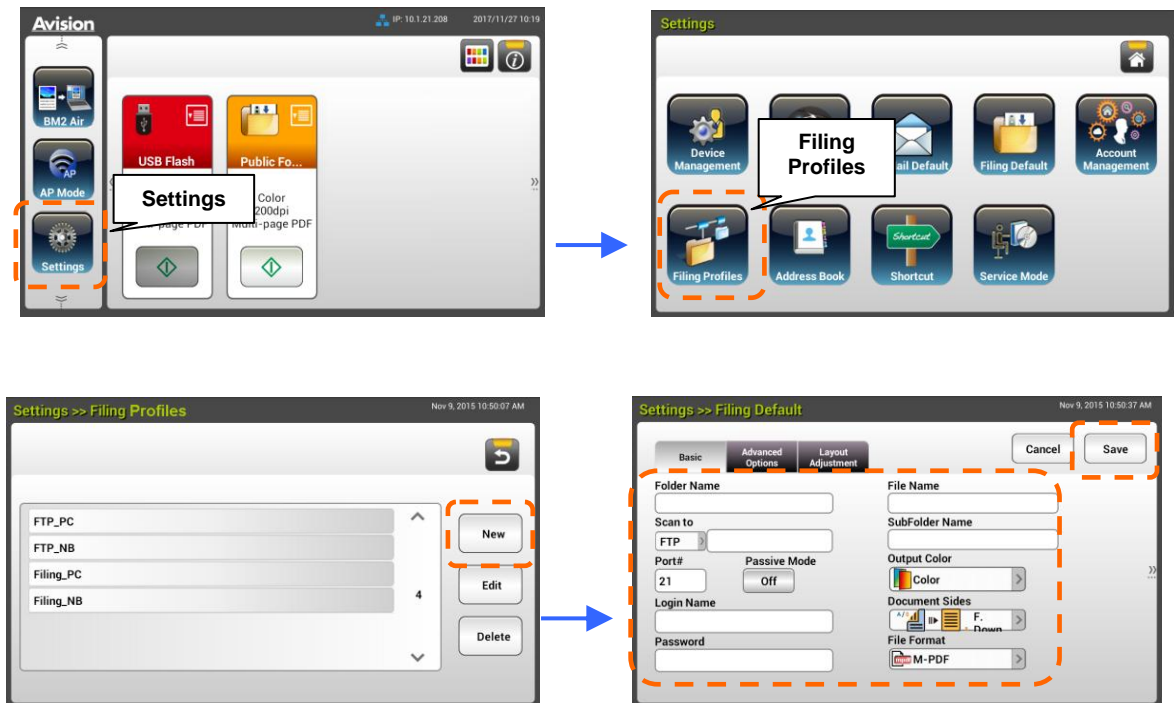 Avision
IP: 10.1.21.208 2017/11/27 10:19
BM2 Air
AP Mode
Settings
USB Flash
Public Fo...
Color
200dpi
Multi-page PDF
Settings
Settings
Device
Management
ail Default
Filing Default
Account
Management
Filing
Profiles
Filing Profiles
Address Book
Shortcut
Shortcut
Service Mode
Settings >> Filing Profiles
Nov 9, 2015 10:50:07 AM
FTP_PC
FTP_NB
Filing_PC
Filing_NB
4
New
Edit
Delete
Settings >> Filing Default
Nov 9, 2015 10:50:37 AM
Basic
Advanced
Options
Layout
Adjustment
Cancel
Save
Folder Name
File Name
Scan to
SubFolder Name
FTP
Port#
Passive Mode
Output Color
21
Off
Color
Login Name
Document Sides
F.
Down
Password
File Format
M-PDF